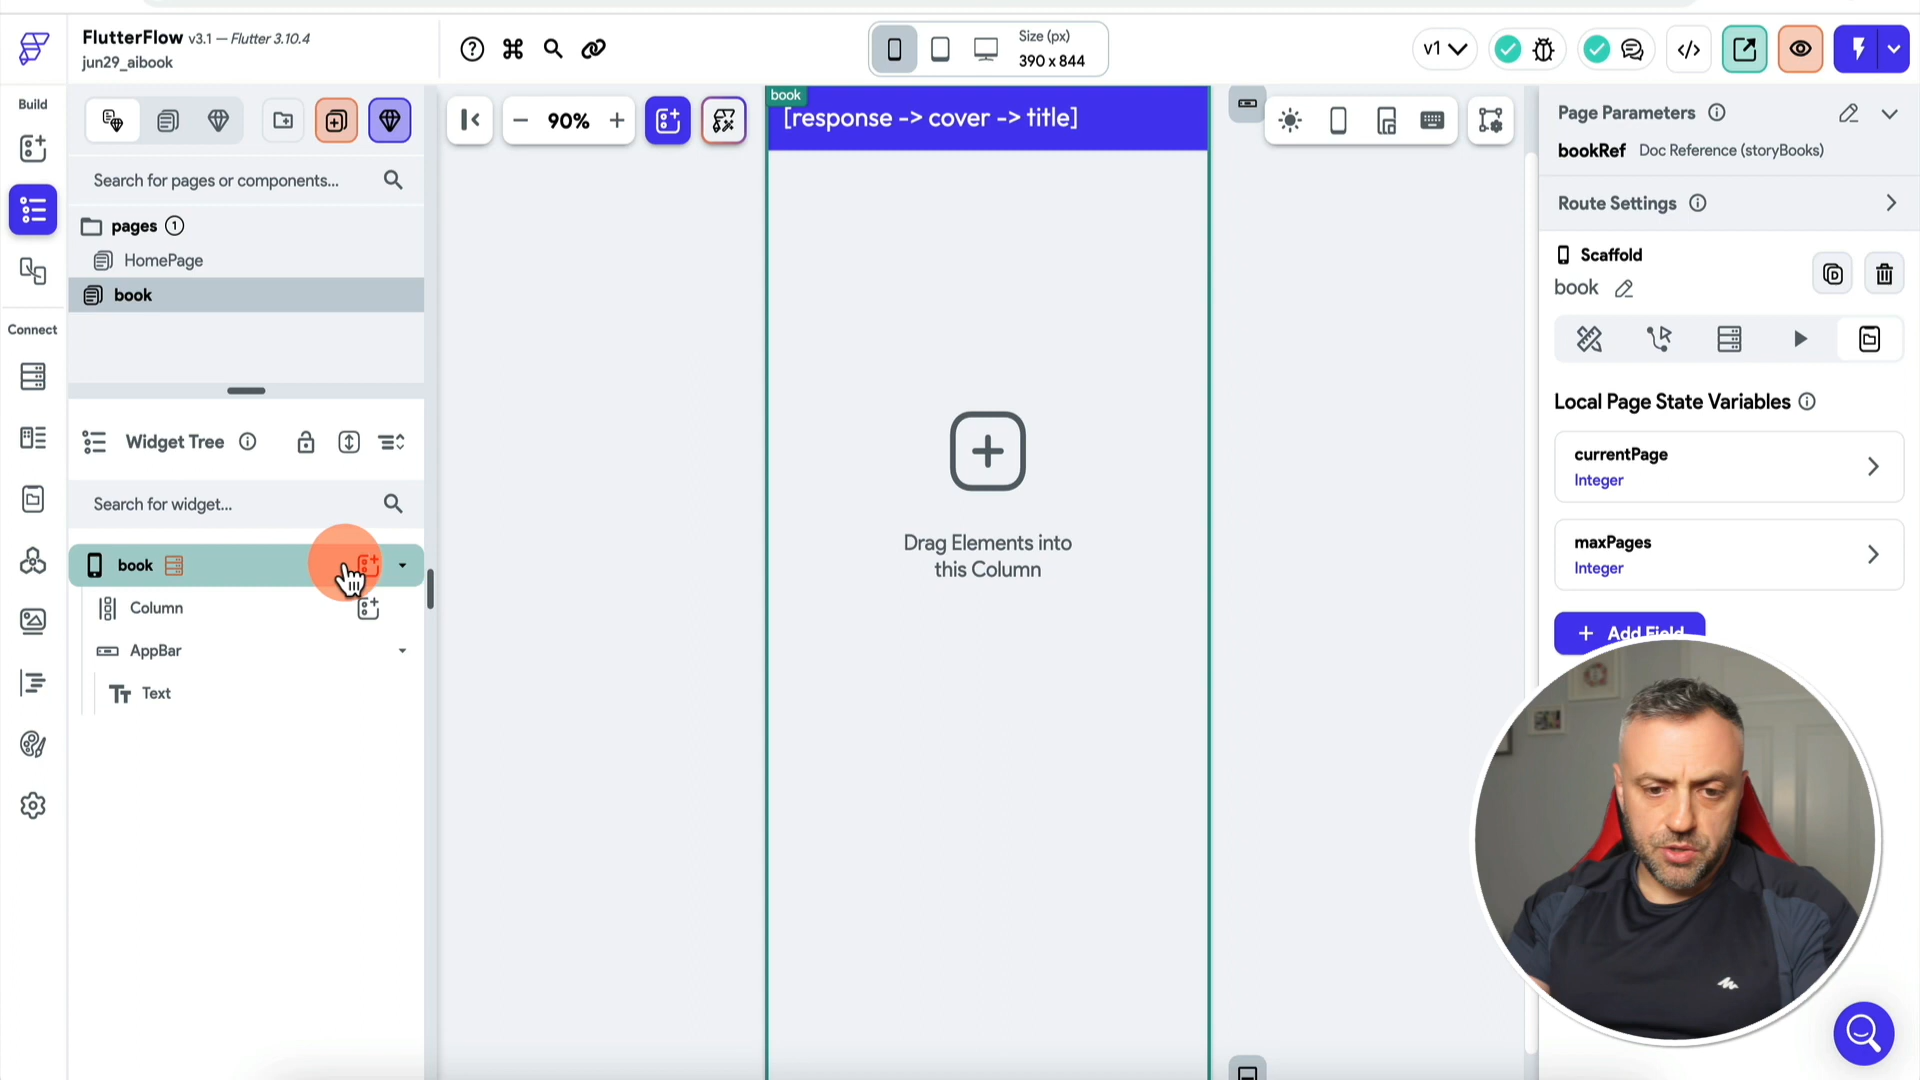 FlutterFlow v3.1 — Flutter 3.10.4
jun29_aibook
Size (px)
390 x 844
v1
Build
90%
book
[response -> cover -> title]
Page Parameters
bookRef Doc Reference (storyBooks)
Search for pages or components...
pages 1
HomePage
book
Route Settings
Scaffold
book
Connect
Local Page State Variables
currentPage
Integer
maxPages
Integer
+ Add Field
Widget Tree
Search for widget...
book
Column
AppBar
Tт Text
Drag Elements into
this Column